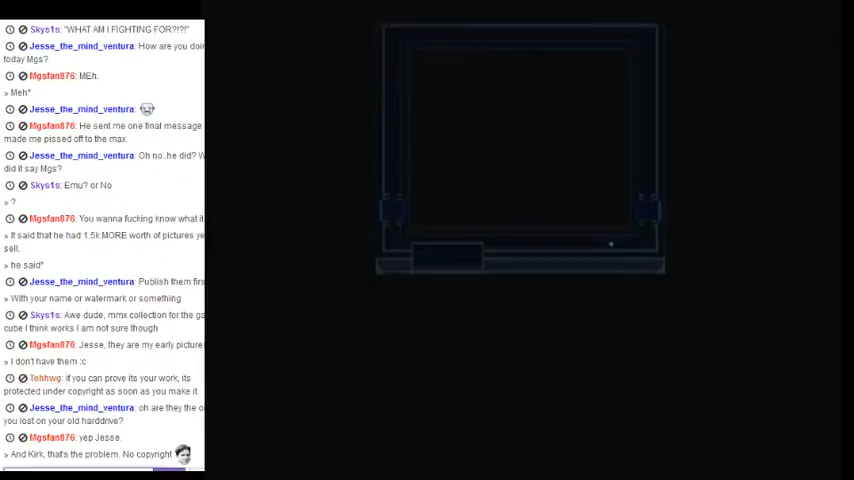 Skys1s: "WHAT AM I FIGHTING FOR?!?!"
Jesse_the_mind_ventura: How are you doin
today Mgs?
Mgsfan876: MEh.
» Meh*
Jesse_the_mind_ventura:
Mgsfan876: He sent me one final message
made me pissed off to the max.
Jesse_the_mind_ventura: Oh no..he did? W
did it say Mgs?
Skys1s: Emu? or No
» ?
Mgsfan876: You wanna fucking know what it
» It said that he had 1.5k MORE worth of pictures ye
sell.
» he said*
Jesse_the_mind_ventura: Publish them firs
» With your name or watermark or something
Skys1s: Awe dude, mmx collection for the ga
cube I think works I am not sure though
Mgsfan876: Jesse, they are my early picture
» I don't have them :c
Tehhwg: if you can prove its your work, its
protected under copyright as soon as you make it.
Jesse_the_mind_ventura: oh are they the o
you lost on your old harddrive?
Mgsfan876: yep Jesse.
» And Kirk, that's the problem. No copyright